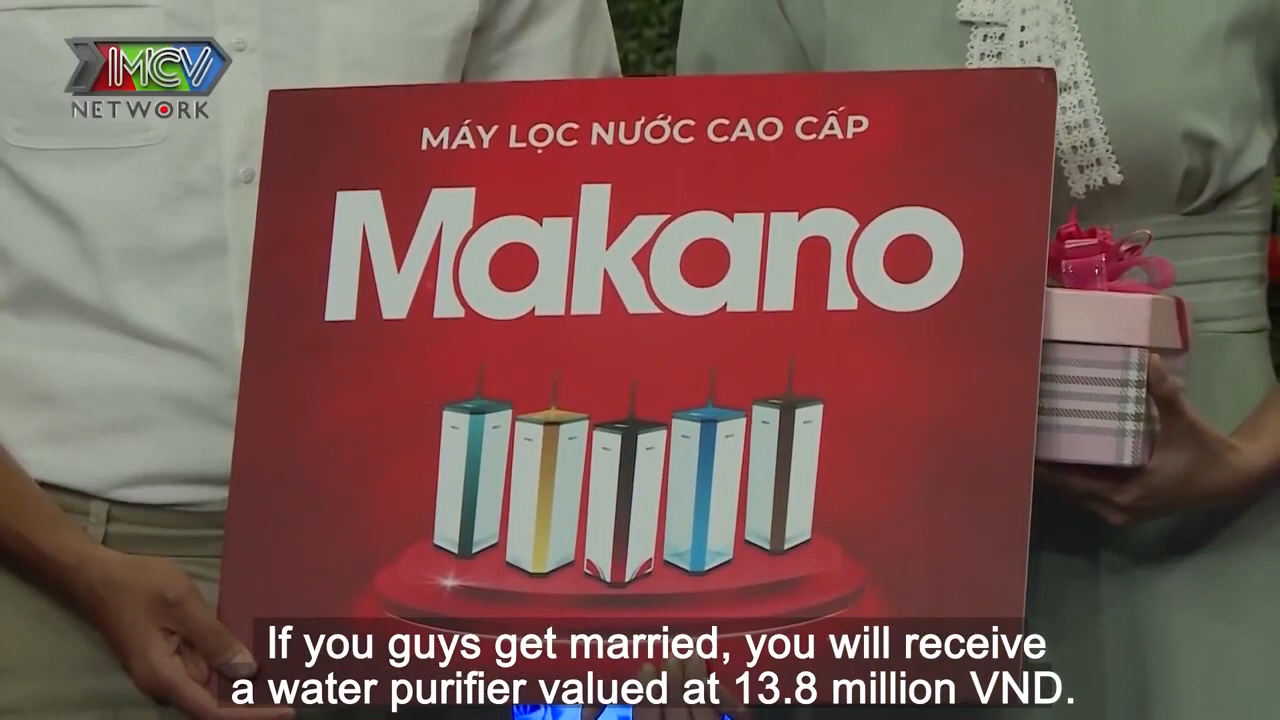 MCV
NETWORK
MÁY LỌC NƯỚC CAO CẤP
Makano
If you guys get married, you will receive
a water purifier valued at 13.8 million VND.